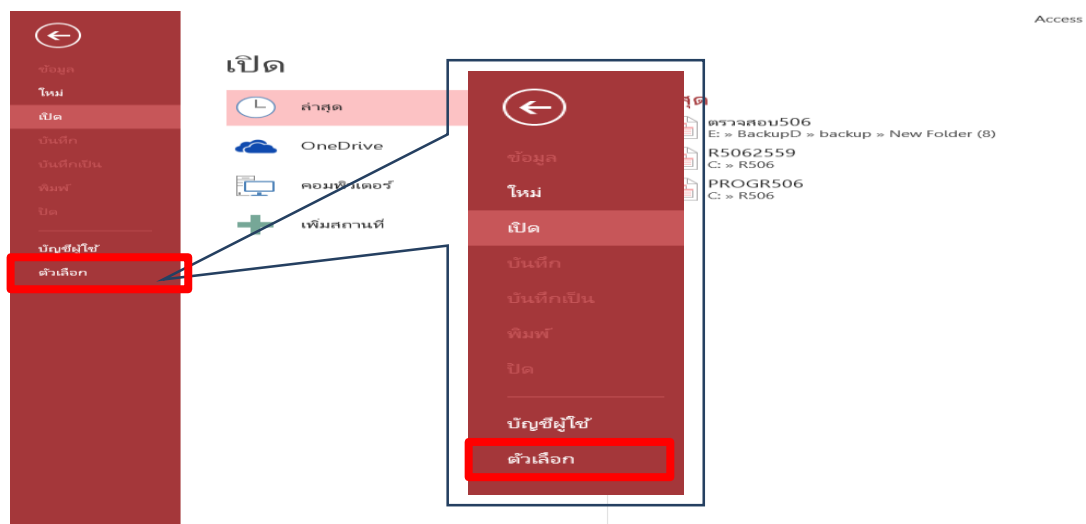 Access
ข้อมูล
ใหม่
เปิด
บันทึก
บันทึกเป็น
พิมพ์
ปิด
บัญชีผู้ใช้
ตัวเลือก
เปิด
ล่าสุด
OneDrive
คอมพิวเตอร์
เพิ่มสถานที่
ข้อมูล
ใหม่
เปิด
บันทึก
บันทึกเป็น
พิมพ์
ปิด
บัญชีผู้ใช้
ตัวเลือก
สุด
ตรวจสอบ506
E: » BackupD » backup » New Folder (8)
R5062559
C: » R506
PROGR506
C: » R506